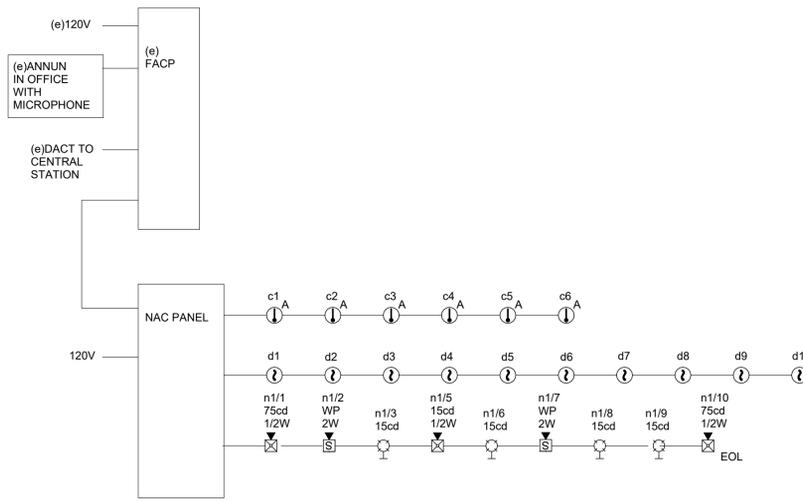 (e)120V
(e)
FACP
(e)ANNUN
IN OFFICE
WITH
MICROPHONE
(e)DACT TO
CENTRAL
STATION
NAC PANEL
120V
c1 c2 c3 c4 c5 c6
A A A A A A
d1 d2 d3 d4 d5 d6 d7 d8 d9
n1/1 n1/2 n1/5 n1/7 n1/10
75cd WP n1/3 15cd n1/6 WP n1/8 n1/9 75cd
1/2W 2W 15cd 1/2W 15cd 2W 15cd 15cd 1/2W
S S
EOL